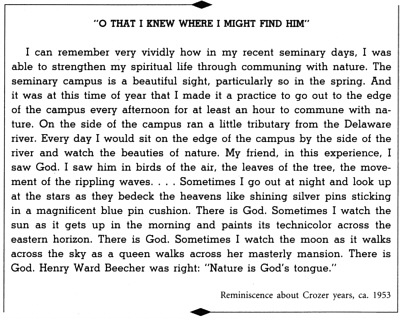 "O THAT I KNEW WHERE I MIGHT FIND HIM"
I can remember very vividly how in my recent seminary days, I was
able to strengthen my spiritual life through communing with nature. The
seminary campus is a beautiful sight, particularly so in the spring. And
it was at this time of year that I made it a practice to go out to the edge
of the campus every afternoon for at least an hour to commune with na-
ture. On the side of the campus ran a little tributary from the Delaware
river. Every day I would sit on the edge of the campus by the side of the
river and watch the beauties of nature. My friend, in this experience, I
saw God. I saw him in birds of the air, the leaves of the tree, the move-
ment of the rippling waves. . . . Sometimes I go out at night and look up
at the stars as they bedeck the heavens like shining silver pins sticking
in a magnificent blue pin cushion. There is God. Sometimes I watch the
sun as it gets up in the morning and paints its technicolor across the
eastern horizon. There is God. Sometimes I watch the moon as it walks
across the sky as a queen walks across her masterly mansion. There is
God. Henry Ward Beecher was right: "Nature is God's tongue."
Reminiscence about Crozer years, ca. 1953